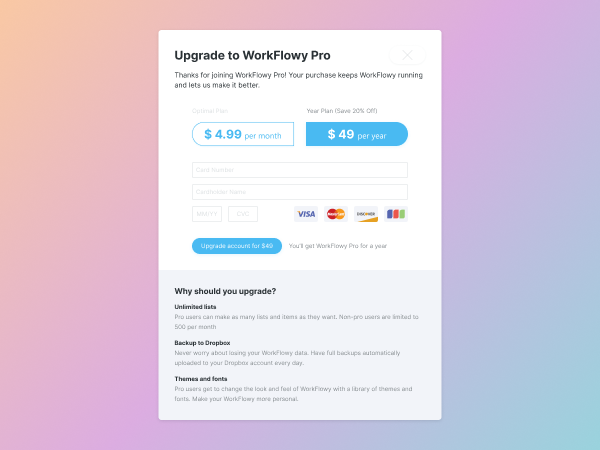 Upgrade to WorkFlowy Pro
Thanks for joining WorkFlowy Pro! Your purchase keeps WorkFlowy running
and lets us make it better.
Optimal Plan
Year Plan (Save 20% Off)
$ 4.99 per month
$ 49 per year
Card Number
Cardholder Name
MM/YY
CVC
VISA
MasterCard
DISCOVER
JCB
Upgrade account for $49
You'll get WorkFlowy Pro for a year
Why should you upgrade?
Unlimited lists
Pro users can make as many lists and items as they want. Non-pro users are limited to
500 per month
Backup to Dropbox
Never worry about losing your WorkFlowy data. Have full backups automatically
uploaded to your Dropbox account every day.
Themes and fonts
Pro users get to change the look and feel of WorkFlowy with a library of themes and
fonts. Make your WorkFlowy more personal.